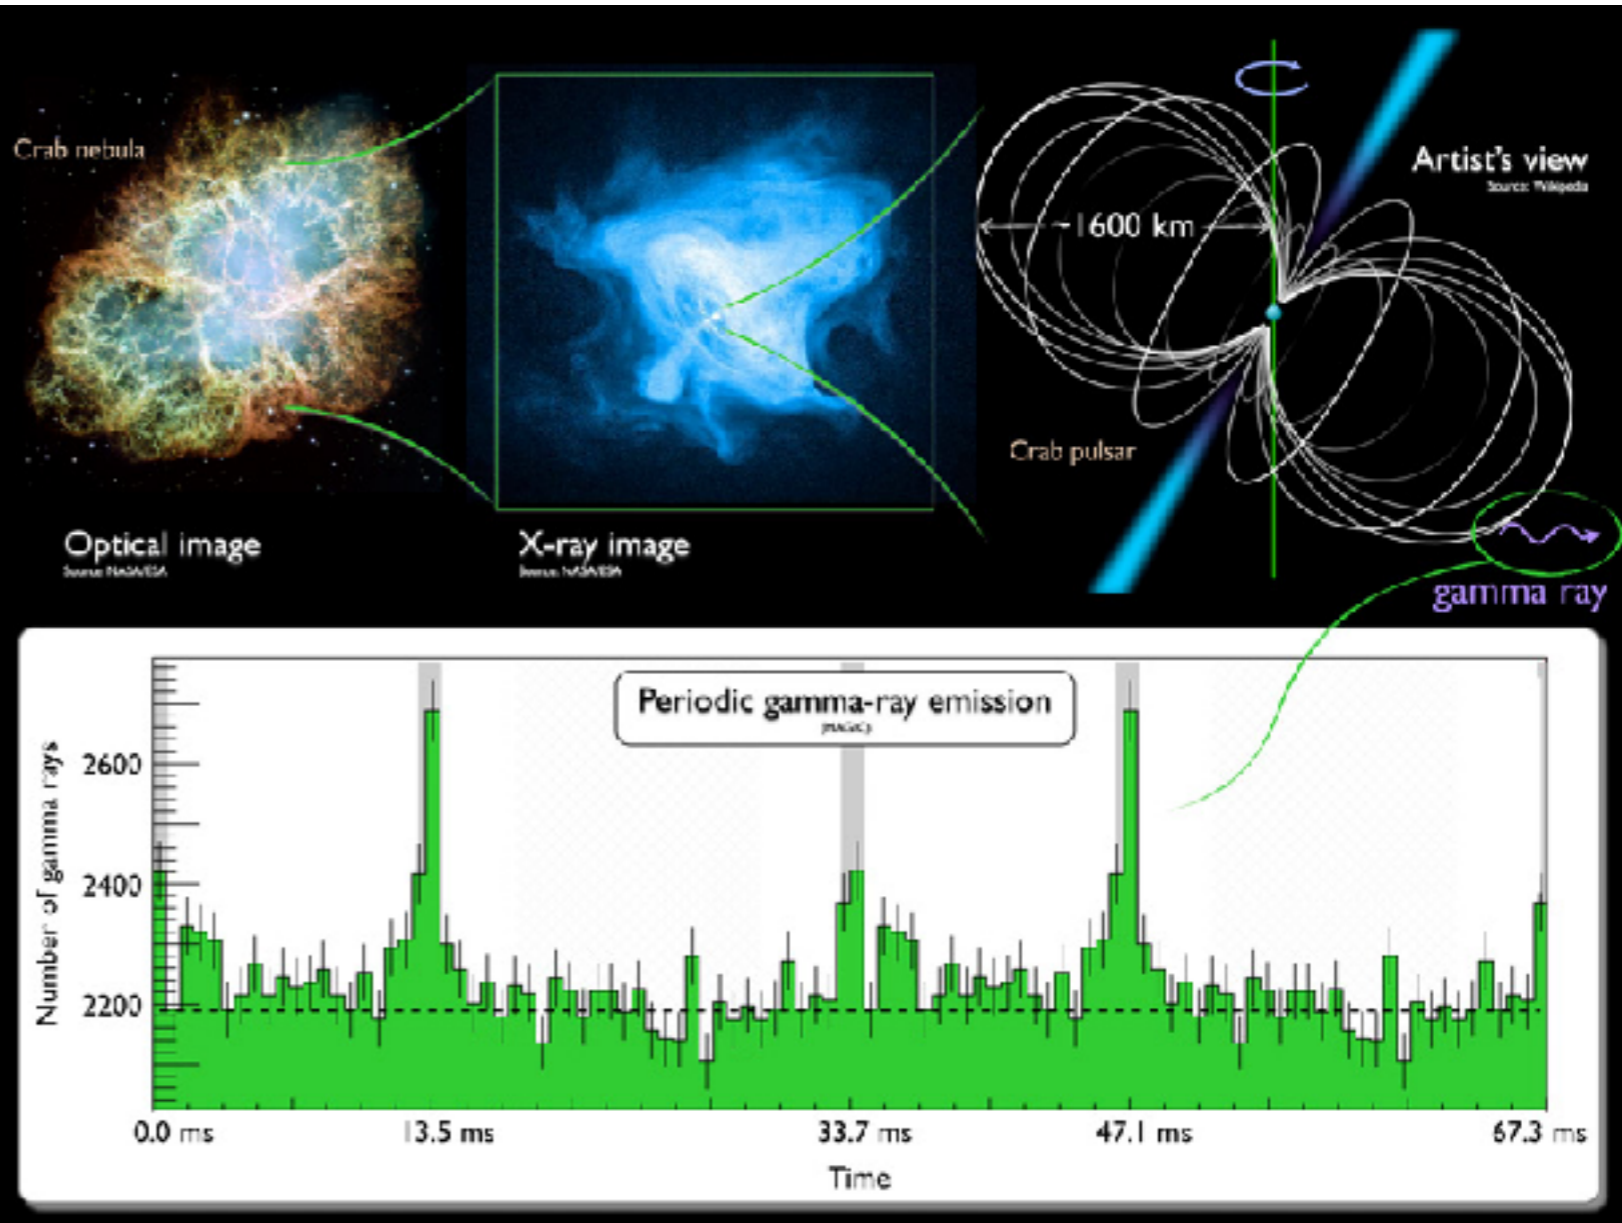 Crab nebula
Optical image
Source: NASA/ESA
X-ray image
Source: NASA/ESA
Artist's view
Source: Wikipedia
~1600 km
Crab pulsar
gamma ray
Periodic gamma-ray emission
(MAGIC)
Number of gamma rays
2600
2400
2200
0.0 ms
13.5 ms
33.7 ms
47.1 ms
67.3 ms
Time